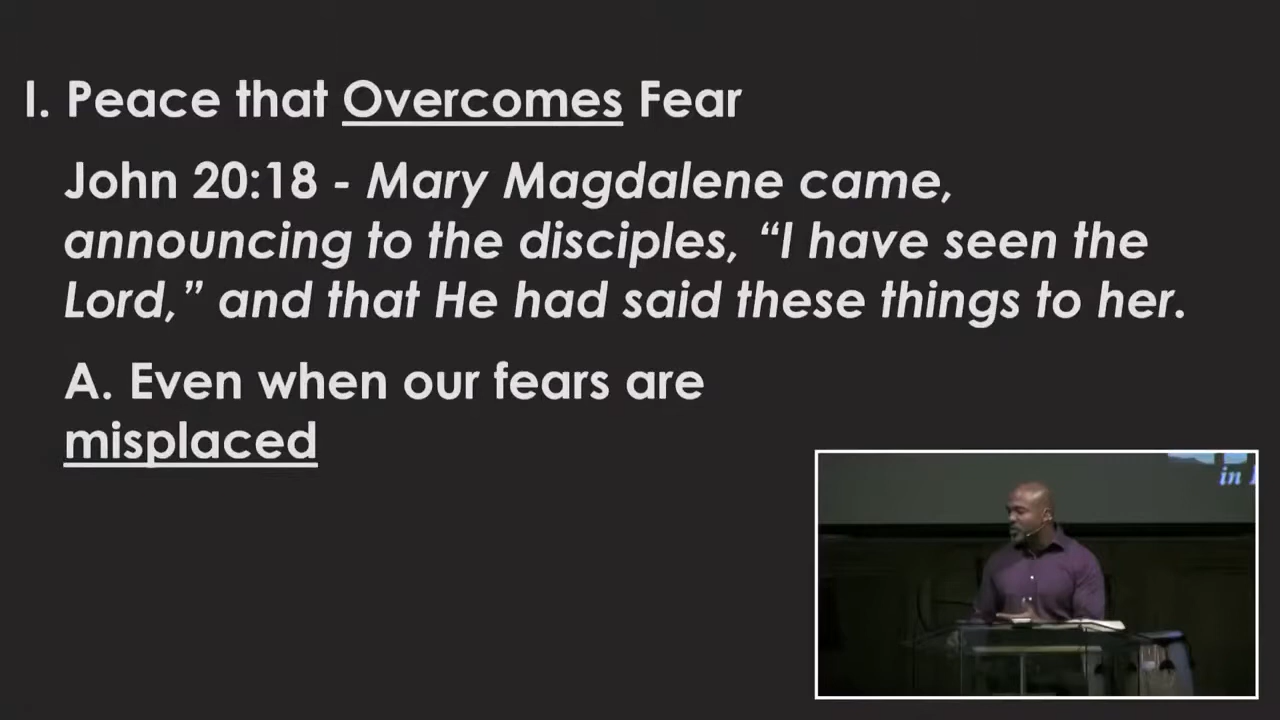 I. Peace that Overcomes Fear
John 20:18 - Mary Magdalene came,
announcing to the disciples, “I have seen the
Lord,” and that He had said these things to her.
A. Even when our fears are
misplaced
in